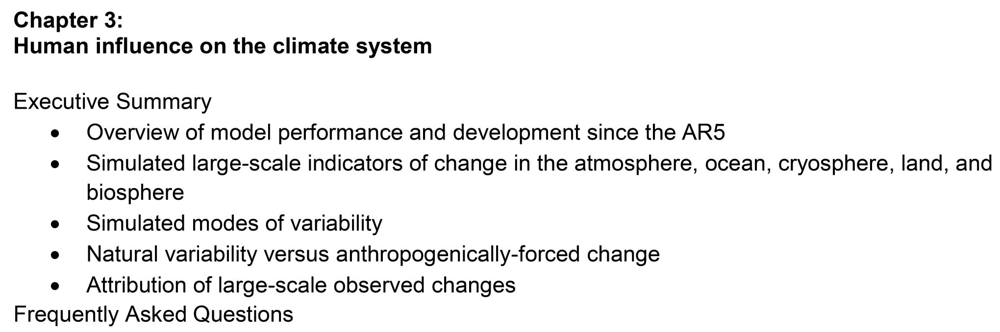 Chapter 3:
Human influence on the climate system
Executive Summary
• Overview of model performance and development since the AR5
• Simulated large-scale indicators of change in the atmosphere, ocean, cryosphere, land, and
biosphere
• Simulated modes of variability
• Natural variability versus anthropogenically-forced change
• Attribution of large-scale observed changes
Frequently Asked Questions